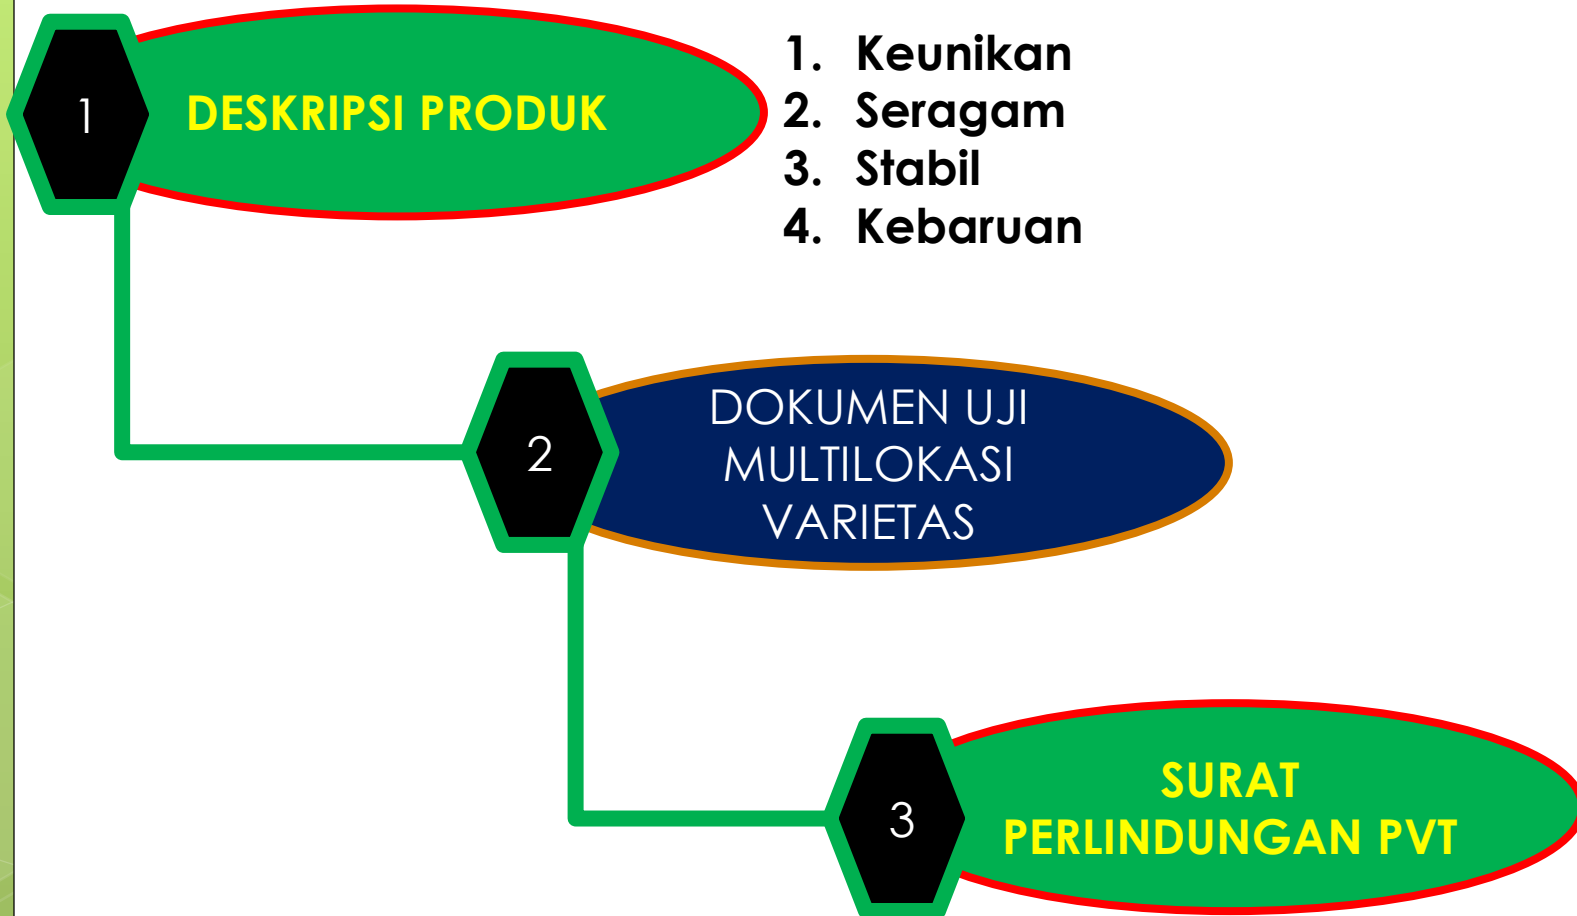 1
DESKRIPSI PRODUK
1. Keunikan
2. Seragam
3. Stabil
4. Kebaruan
2
DOKUMEN UJI
MULTILOKASI
VARIETAS
3
SURAT
PERLINDUNGAN PVT